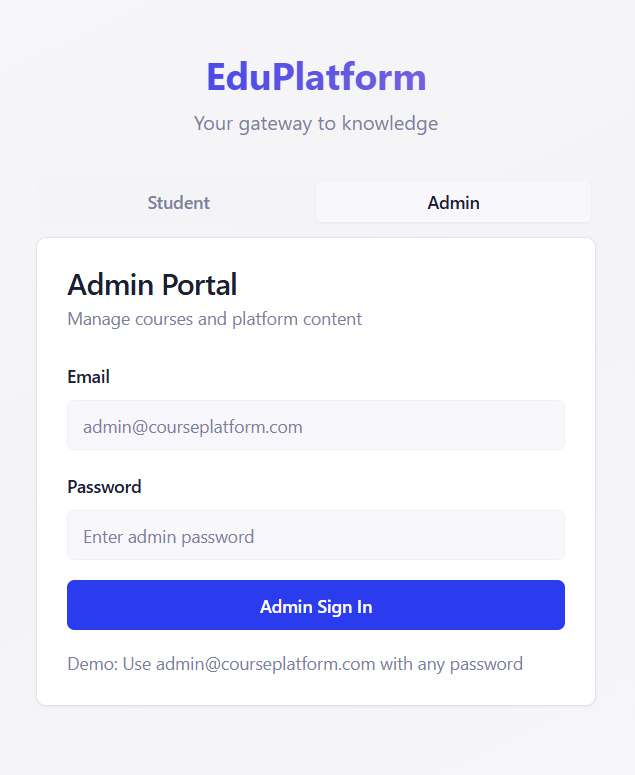 EduPlatform
Your gateway to knowledge
Student Admin
Admin Portal
Manage courses and platform content
Email
admin@courseplatform.com
Password
Enter admin password
Admin Sign In
Demo: Use admin@courseplatform.com with any password